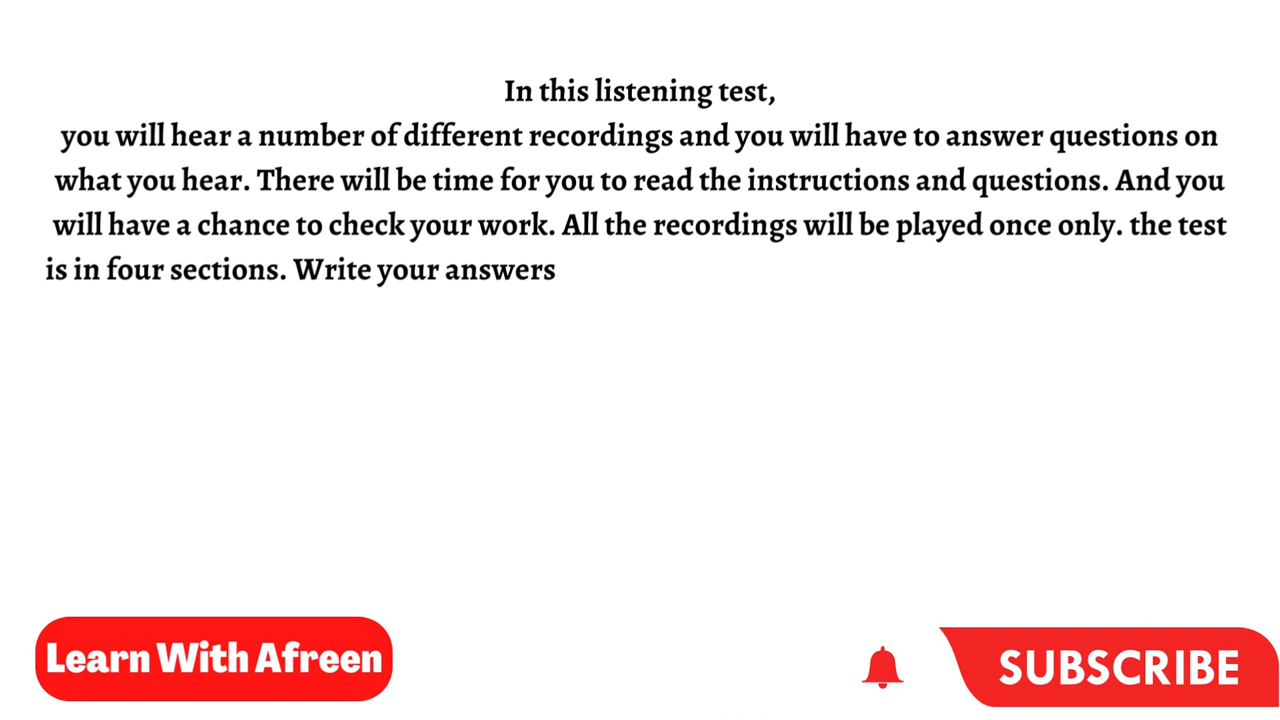 In this listening test,
you will hear a number of different recordings and you will have to answer questions on
what you hear. There will be time for you to read the instructions and questions. And you
will have a chance to check your work. All the recordings will be played once only. the test
is in four sections. Write your answers
Learn With Afreen
SUBSCRIBE